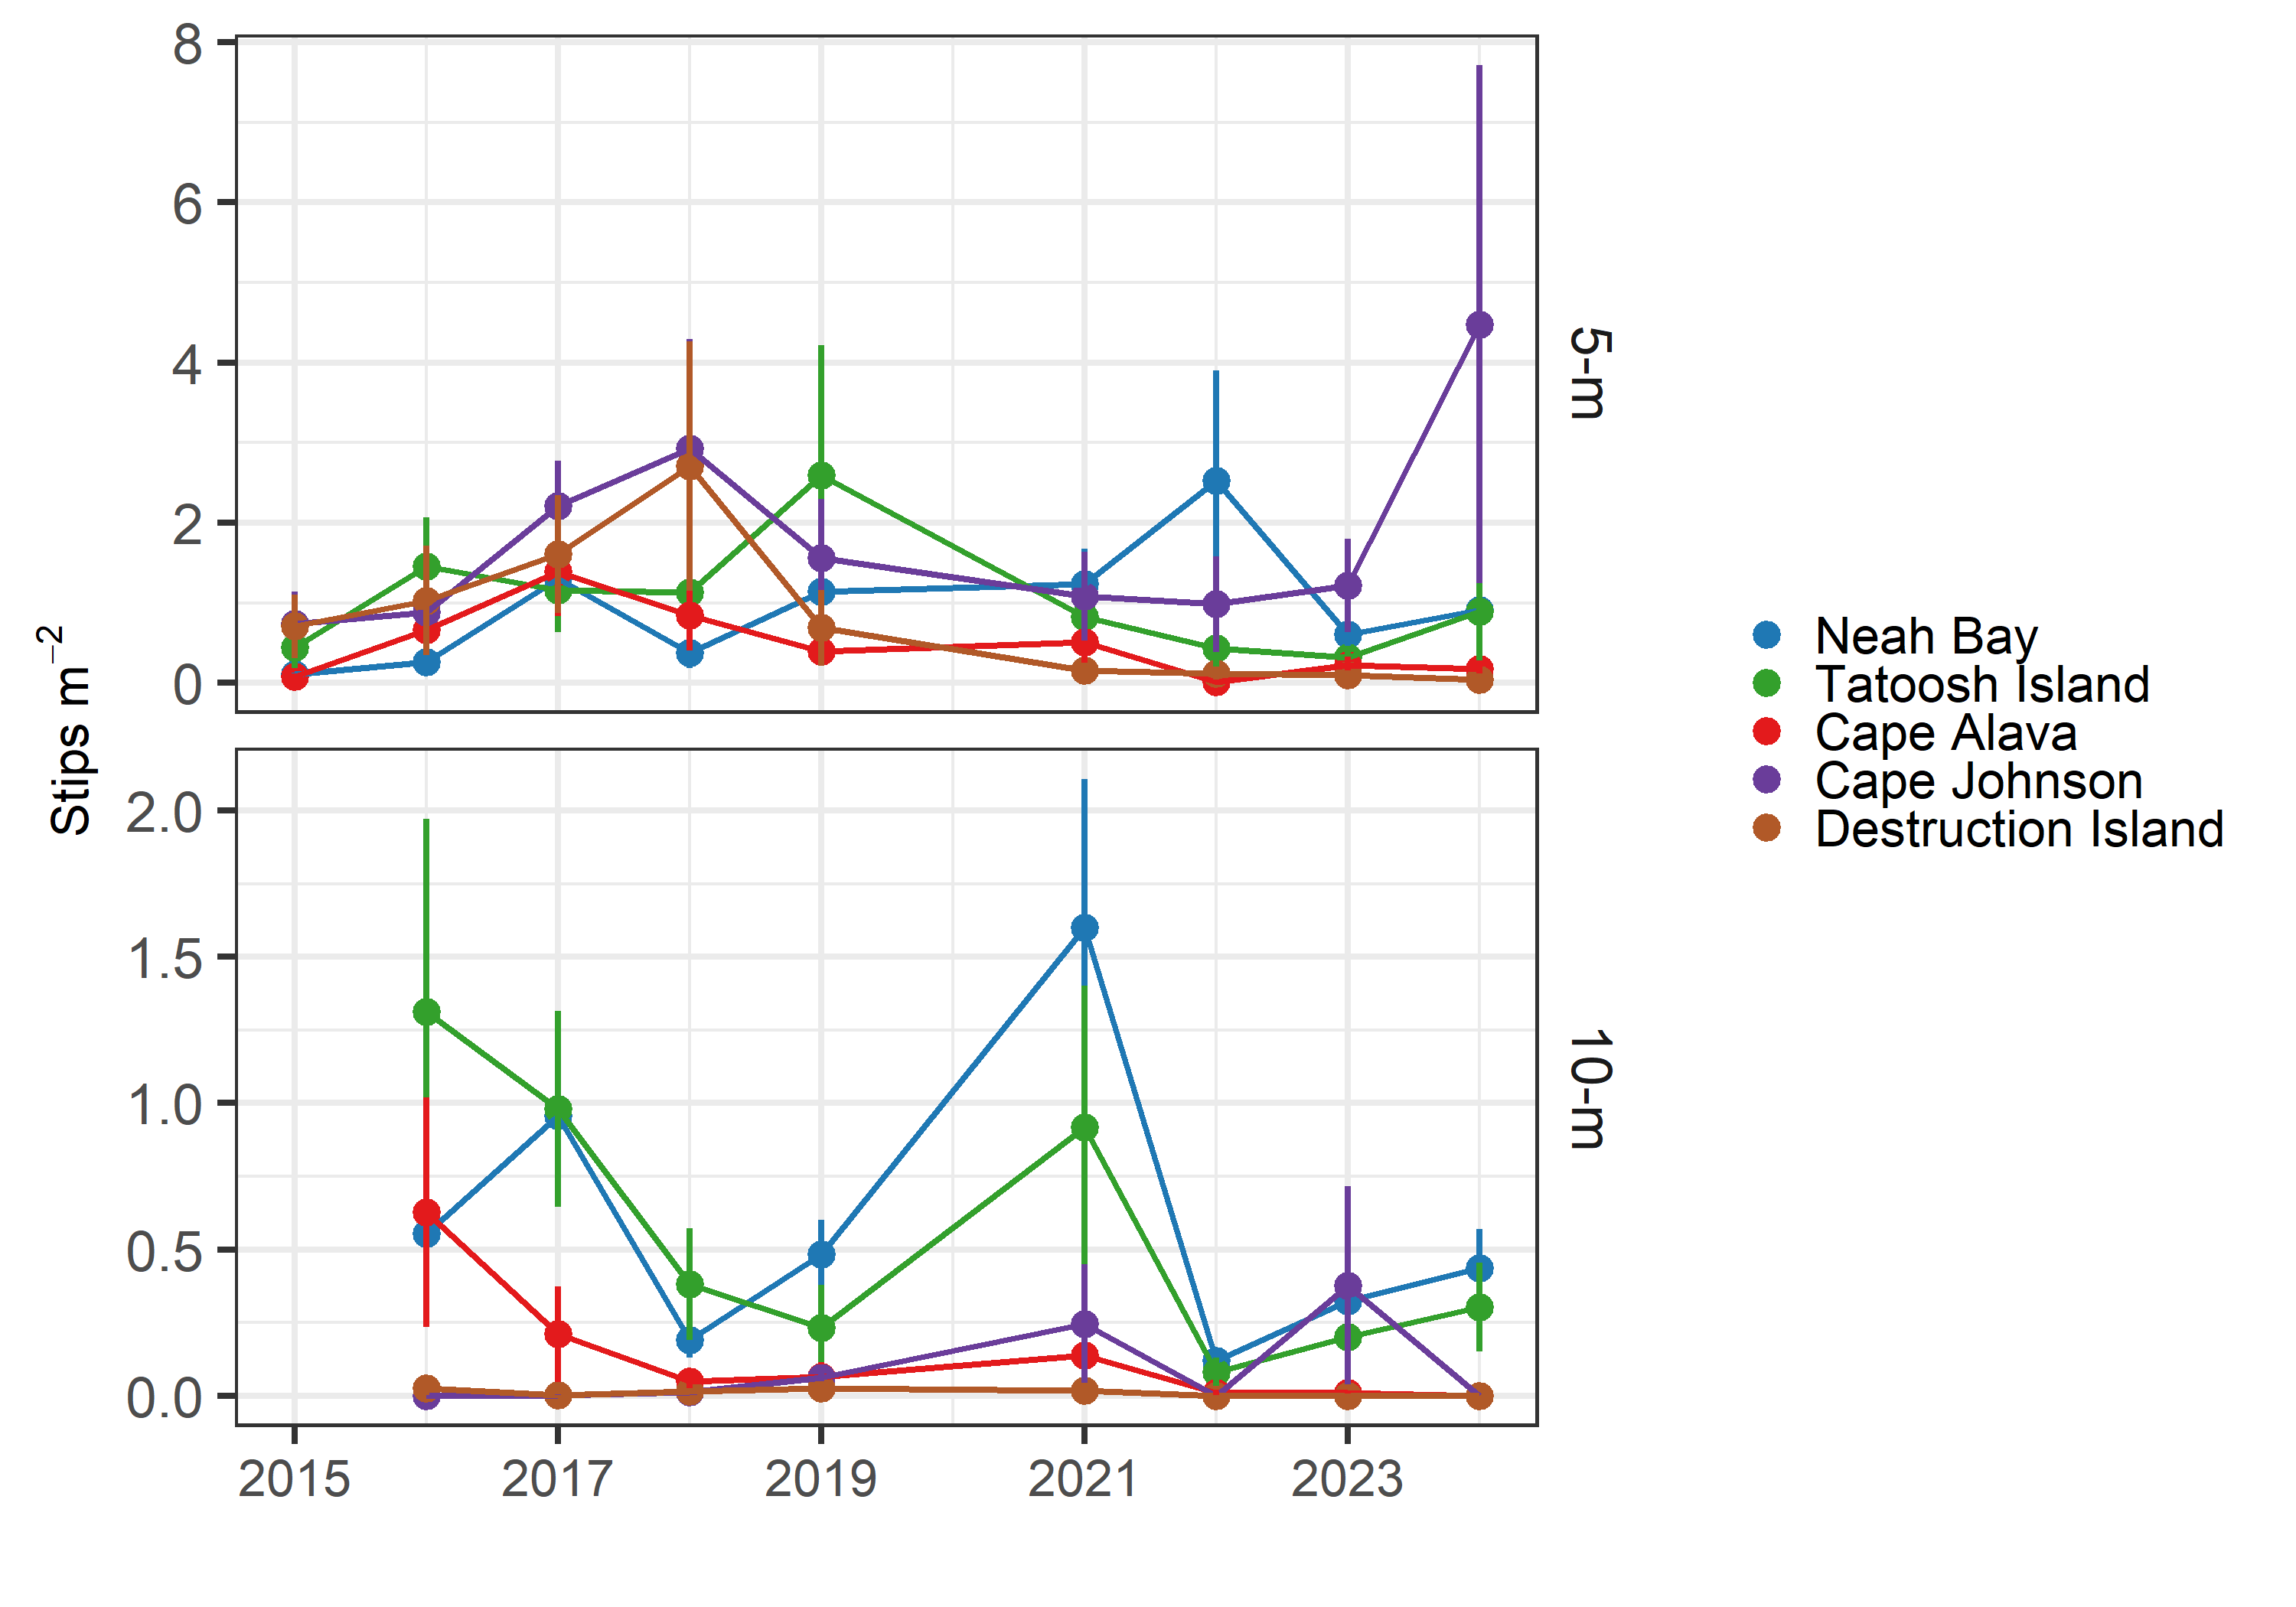 Stips m⁻²
8
6
4
2
0
5-m
2.0
1.5
1.0
0.5
0.0
10-m
2015 2017 2019 2021 2023
Neah Bay
Tatoosh Island
Cape Alava
Cape Johnson
Destruction Island